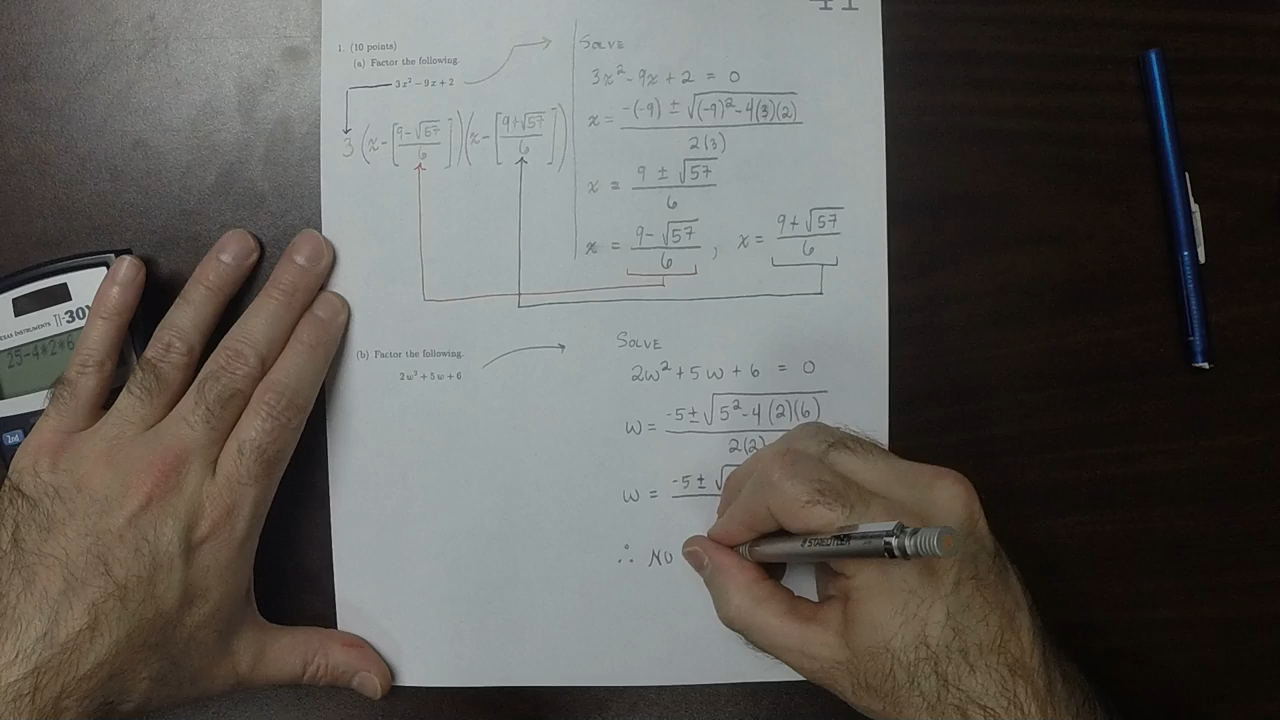 41
1. (10 points)
(a) Factor the following.
3x² - 9x + 2
3 (x - [9-√57/6]) (x - [9+√57/6])
SOLVE
3x² - 9x + 2 = 0
x = -(-9) ± √(-9)² - 4(3)(2) / 2(3)
x = 9 ± √57 / 6
x = 9-√57 / 6 , x = 9+√57 / 6
(b) Factor the following.
2w² + 5w + 6
SOLVE
2w² + 5w + 6 = 0
w = -5 ± √5² - 4(2)(6) / 2(2)
w = -5 ± √
∴ NO
TEXAS INSTRUMENTS TI-30X
25-4*2*6
2nd
STAEDTLER